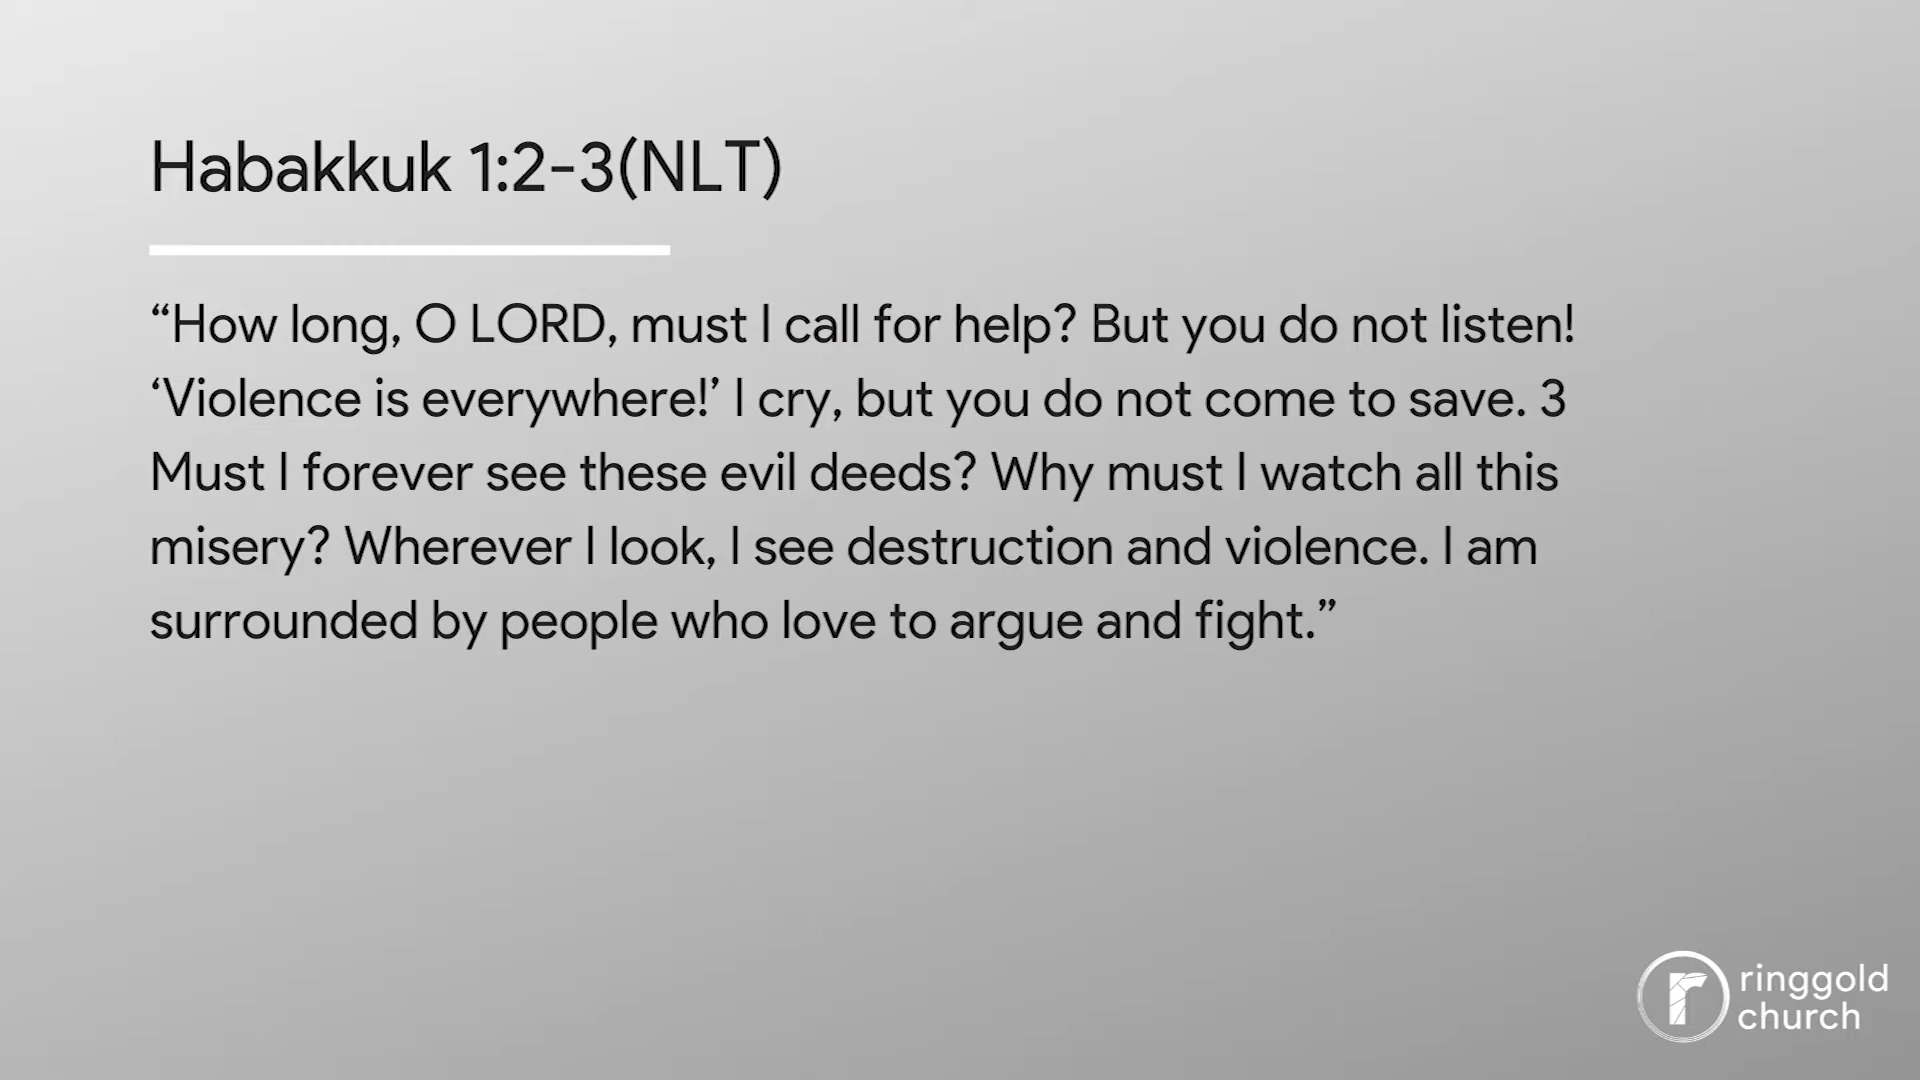 Habakkuk 1:2-3(NLT)
“How long, O LORD, must I call for help? But you do not listen!
‘Violence is everywhere!’ I cry, but you do not come to save. 3
Must I forever see these evil deeds? Why must I watch all this
misery? Wherever I look, I see destruction and violence. I am
surrounded by people who love to argue and fight.”
ringgold
church